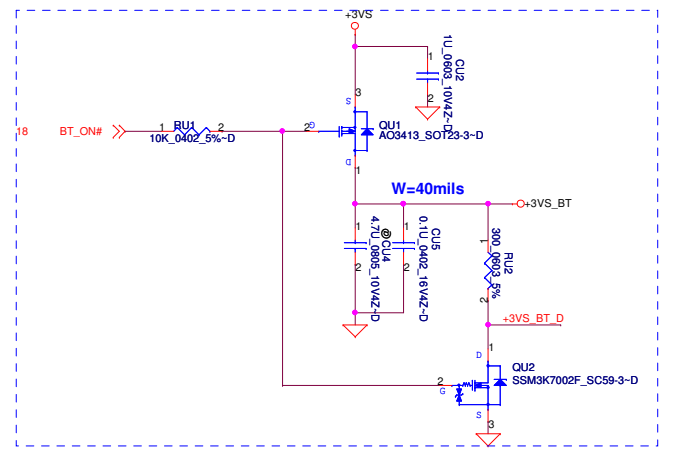 +3VS
1
CU2
1U_0603_10V4Z~D
2
3
S
18
BT_ON#
1
RU1
2
10K_0402_5%~D
2
G
QU1
AO3413_SOT23-3~D
D
1
W=40mils
+3VS_BT
1
@CU4
4.7U_0805_10V4Z~D
2
1
CU5
0.1U_0402_16V4Z~D
2
1
RU2
300_0603_5%
2
+3VS_BT_D
1
D
QU2
2
G
SSM3K7002F_SC59-3~D
S
3